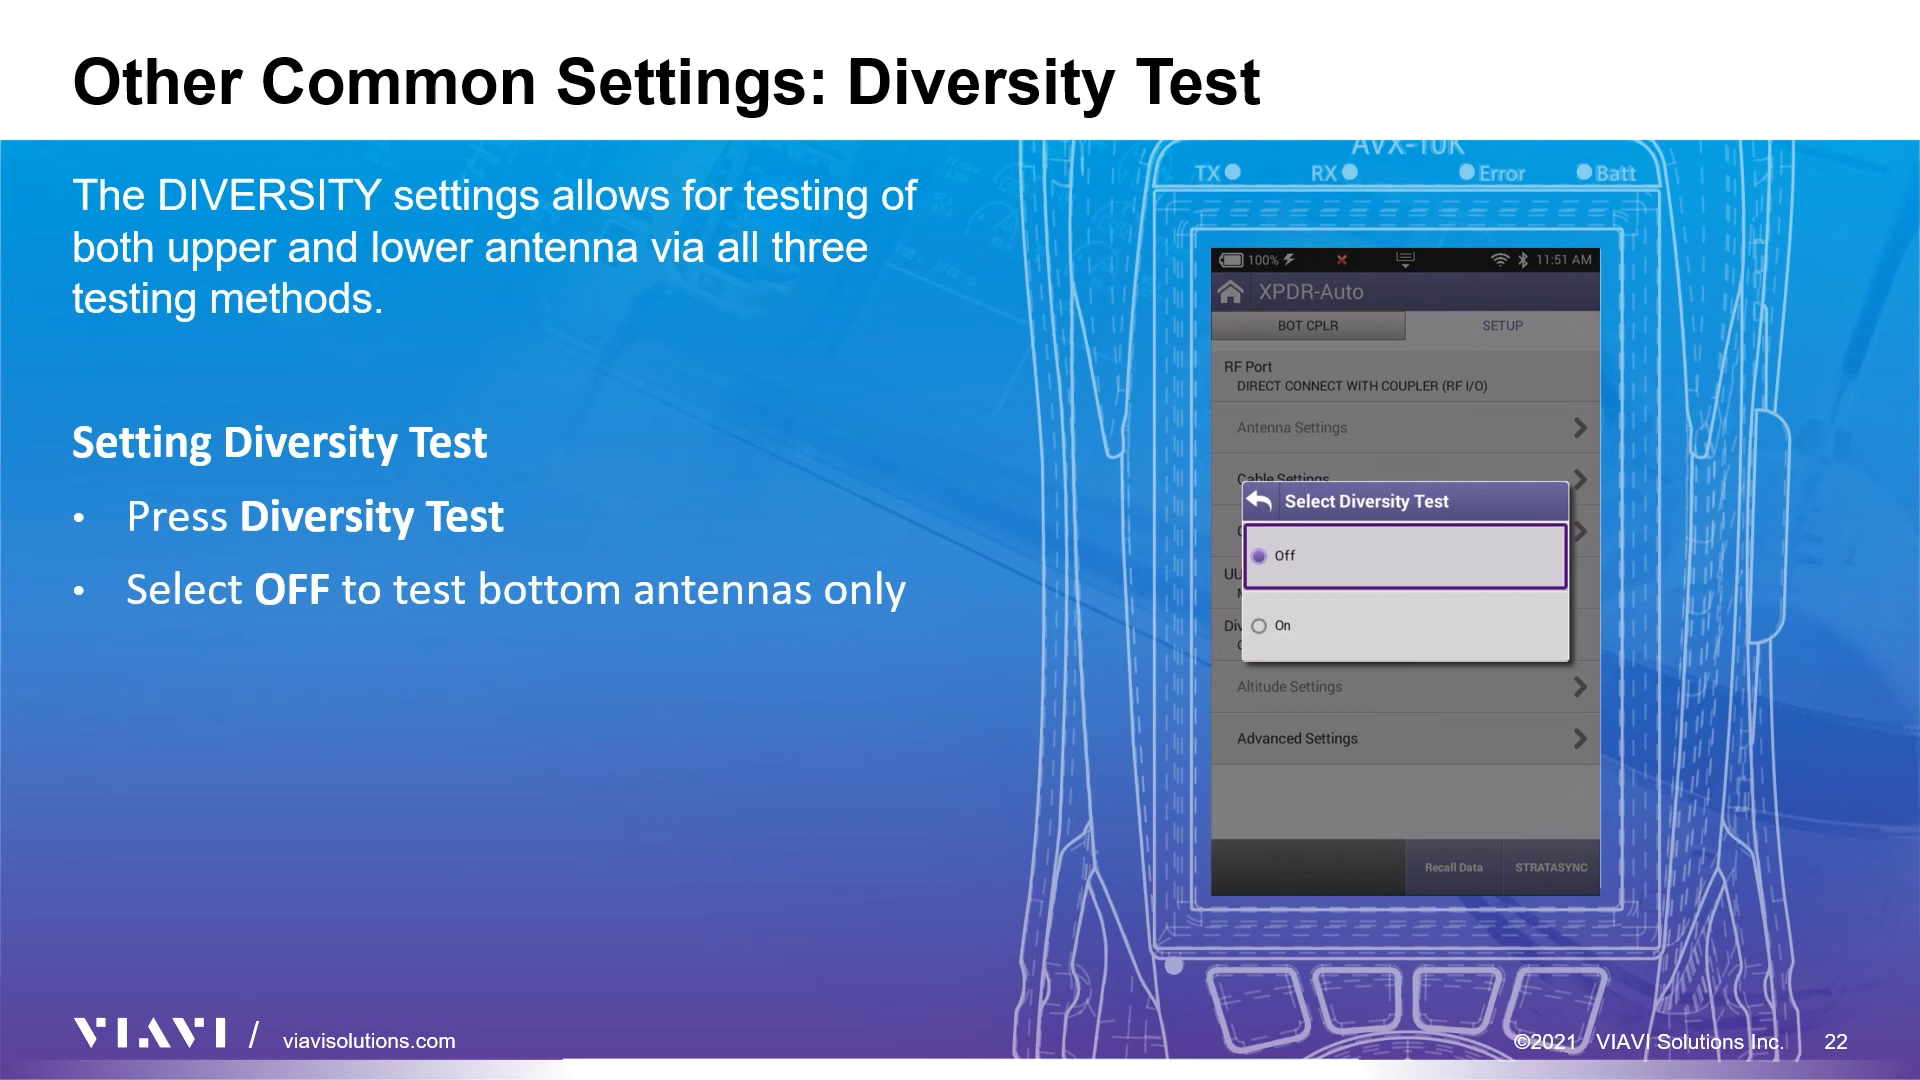 Other Common Settings: Diversity Test
The DIVERSITY settings allows for testing of
both upper and lower antenna via all three
testing methods.
Setting Diversity Test
• Press Diversity Test
• Select OFF to test bottom antennas only
AVX-10K
TX RX Error Batt
100% 11:51 AM
XPDR-Auto
BOT CPLR SETUP
RF Port
DIRECT CONNECT WITH COUPLER (RF I/O)
Antenna Settings
Cable Settings
Select Diversity Test
Off
On
Altitude Settings
Advanced Settings
Recall Data STRATASYNC
VIAVI / viavisolutions.com
©2021 VIAVI Solutions Inc. 22